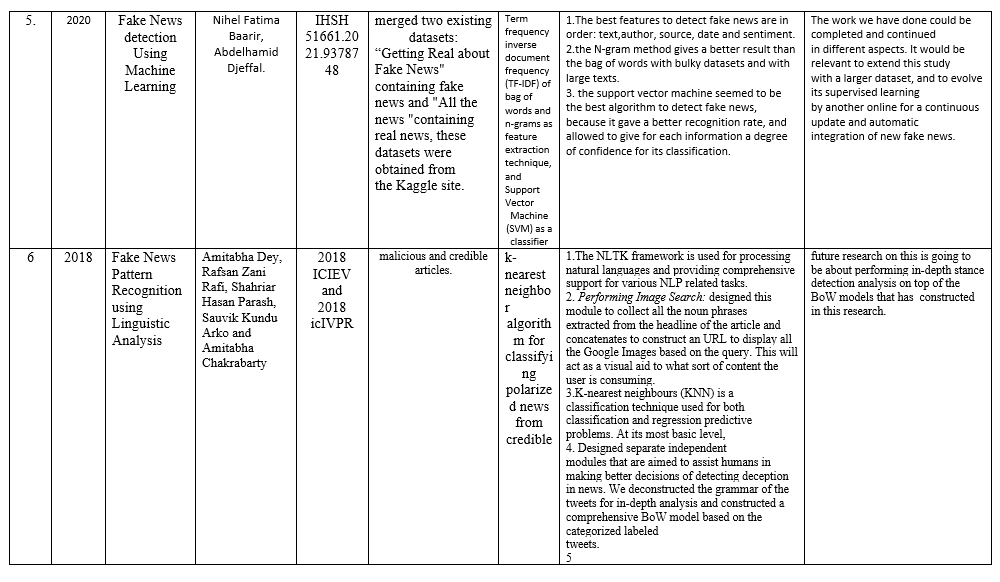 5.
2020
Fake News
detection
Using
Machine
Learning
Nihel Fatima
Baarir,
Abdelhamid
Djeffal.
IHSH
51661.20
21.93787
48
merged two existing
datasets:
“Getting Real about
Fake News"
containing fake
news and "All the
news "containing
real news, these
datasets were
obtained from
the Kaggle site.
Term
frequency
inverse
document
frequency
(TF-IDF) of
bag of
words and
n-grams as
feature
extraction
technique,
and
Support
Vector
Machine
(SVM) as a
classifier
1.The best features to detect fake news are in
order: text,author, source, date and sentiment.
2.the N-gram method gives a better result than
the bag of words with bulky datasets and with
large texts.
3. the support vector machine seemed to be
the best algorithm to detect fake news,
because it gave a better recognition rate, and
allowed to give for each information a degree
of confidence for its classification.
The work we have done could be
completed and continued
in different aspects. It would be
relevant to extend this study
with a larger dataset, and to evolve
its supervised learning
by another online for a continuous
update and automatic
integration of new fake news.
6
2018
Fake News
Pattern
Recognition
using
Linguistic
Analysis
Amitabha Dey,
Rafsan Zani
Rafi, Shahriar
Hasan Parash,
Sauvik Kundu
Arko and
Amitabha
Chakrabarty
2018
ICIEV
and
2018
icIVPR
malicious and credible
articles.
k-
nearest
neighbo
r
algorith
m for
classifyi
ng
polarize
d news
from
credible
1.The NLTK framework is used for processing
natural languages and providing comprehensive
support for various NLP related tasks.
2. Performing Image Search: designed this
module to collect all the noun phrases
extracted from the headline of the article and
concatenates to construct an URL to display all
the Google Images based on the query. This will
act as a visual aid to what sort of content the
user is consuming.
3.K-nearest neighbours (KNN) is a
classification technique used for both
classification and regression predictive
problems. At its most basic level,
4. Designed separate independent
modules that are aimed to assist humans in
making better decisions of detecting deception
in news. We deconstructed the grammar of the
tweets for in-depth analysis and constructed a
comprehensive BoW model based on the
categorized labeled
tweets.
5
future research on this is going to
be about performing in-depth stance
detection analysis on top of the
BoW models that has constructed
in this research.